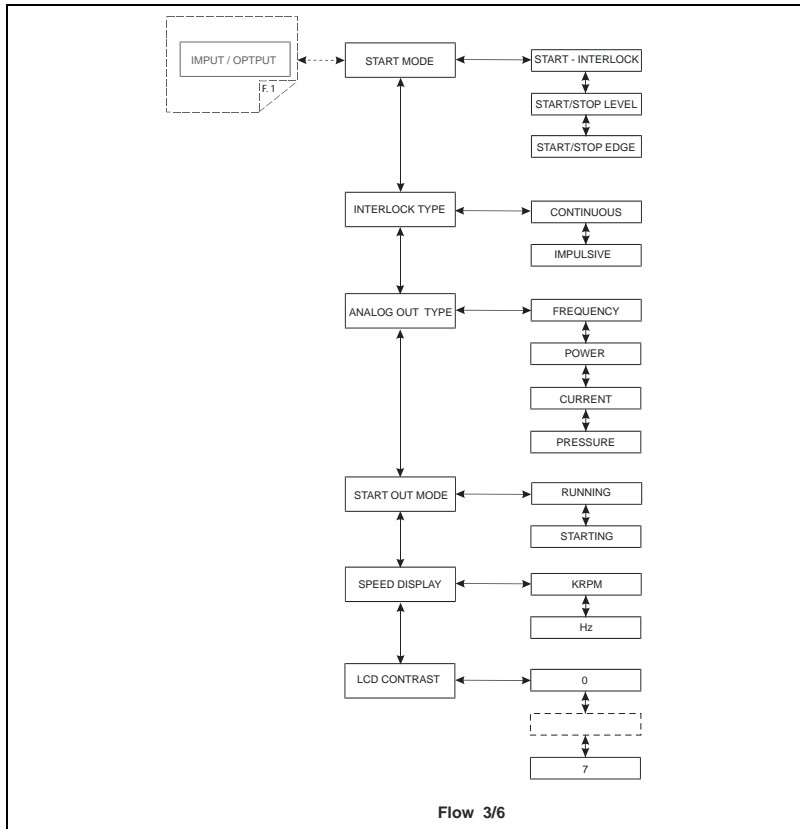 IMPUT / OPTPUT
F. 1
START MODE
START - INTERLOCK
START/STOP LEVEL
START/STOP EDGE
INTERLOCK TYPE
CONTINUOUS
IMPULSIVE
ANALOG OUT TYPE
FREQUENCY
POWER
CURRENT
PRESSURE
START OUT MODE
RUNNING
STARTING
SPEED DISPLAY
KRPM
Hz
LCD CONTRAST
0
7
Flow 3/6